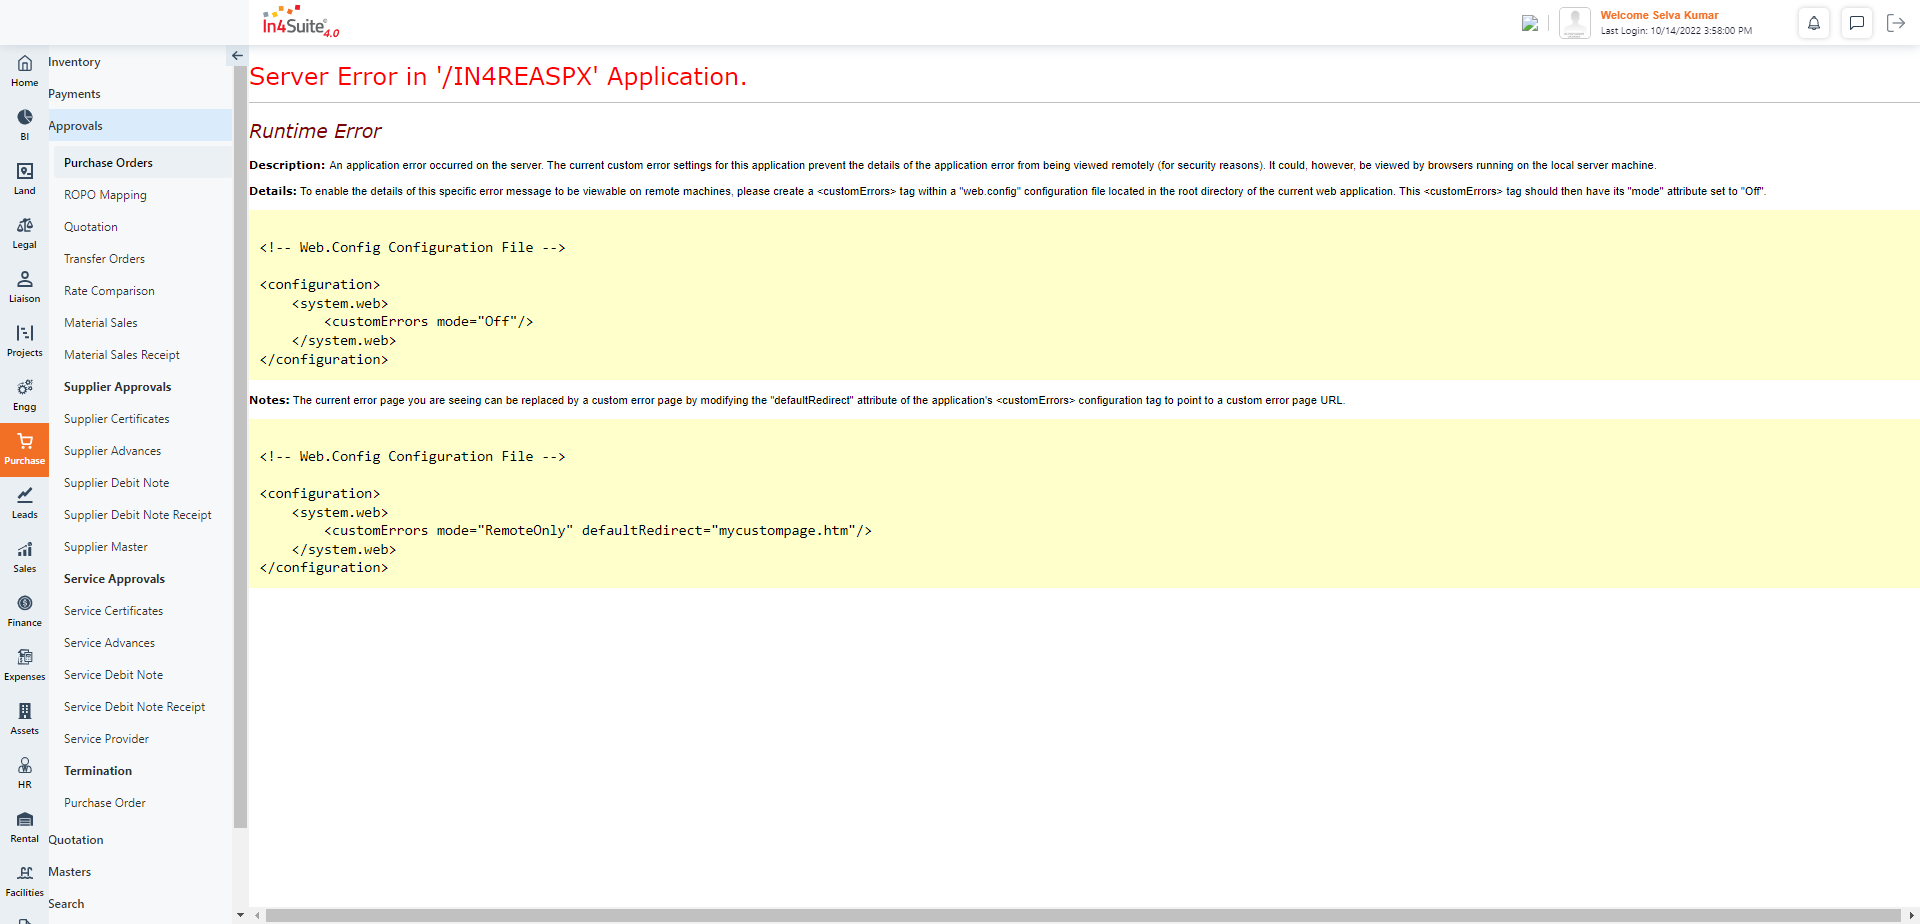 In4Suite® 4.0
Welcome Selva Kumar
Last Login: 10/14/2022 3:58:00 PM
Home
BI
Land
Legal
Liaison
Projects
Engg
Purchase
Leads
Sales
Finance
Expenses
Assets
HR
Rental
Facilities
Inventory
Payments
Approvals
Purchase Orders
ROPO Mapping
Quotation
Transfer Orders
Rate Comparison
Material Sales
Material Sales Receipt
Supplier Approvals
Supplier Certificates
Supplier Advances
Supplier Debit Note
Supplier Debit Note Receipt
Supplier Master
Service Approvals
Service Certificates
Service Advances
Service Debit Note
Service Debit Note Receipt
Service Provider
Termination
Purchase Order
Quotation
Masters
Search
Server Error in '/IN4REASPX' Application.
Runtime Error
Description: An application error occurred on the server. The current custom error settings for this application prevent the details of the application error from being viewed remotely (for security reasons). It could, however, be viewed by browsers running on the local server machine.
Details: To enable the details of this specific error message to be viewable on remote machines, please create a <customErrors> tag within a "web.config" configuration file located in the root directory of the current web application. This <customErrors> tag should then have its "mode" attribute set to "Off".
<!-- Web.Config Configuration File -->
<configuration>
    <system.web>
        <customErrors mode="Off"/>
    </system.web>
</configuration>
Notes: The current error page you are seeing can be replaced by a custom error page by modifying the "defaultRedirect" attribute of the application's <customErrors> configuration tag to point to a custom error page URL.
<!-- Web.Config Configuration File -->
<configuration>
    <system.web>
        <customErrors mode="RemoteOnly" defaultRedirect="mycustompage.htm"/>
    </system.web>
</configuration>